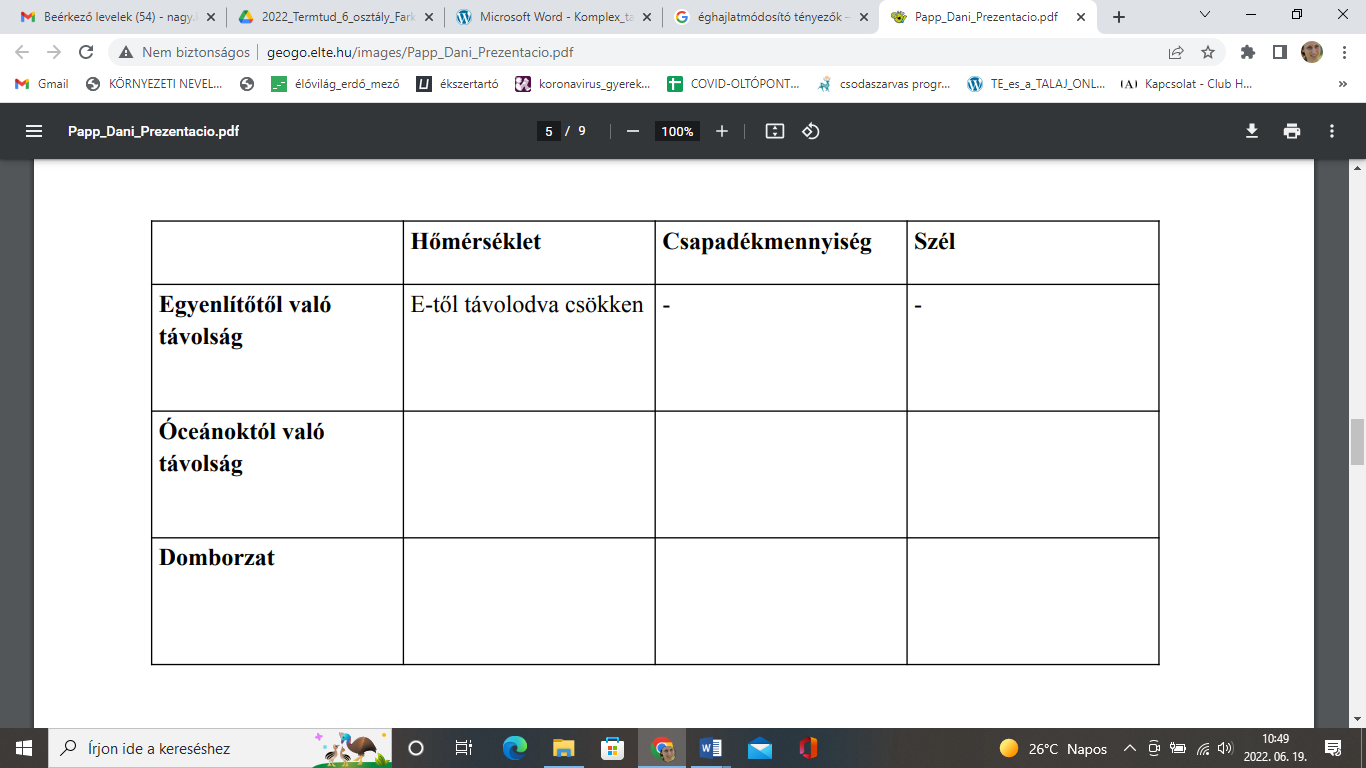 Beérkező levelek (54) - nagy.
2022_Termtud_6_osztály_Fark
Microsoft Word - Komplex_ta
éghajlatmódosító tényezők –
Papp_Dani_Prezentacio.pdf
Nem biztonságos geogo.elte.hu/images/Papp_Dani_Prezentacio.pdf
Gmail KÖRNYEZETI NEVEL... élővilág_erdő_mező ékszertartó koronavirus_gyerek... COVID-OLTÓPONT... csodaszarvas progr... TE_es_a_TALAJ_ONL... (A) Kapcsolat - Club H... »
Papp_Dani_Prezentacio.pdf 5 / 9 100%
Hőmérséklet Csapadékmennyiség Szél
Egyenlítőtől való távolság E-től távolodva csökken - -
Óceánoktól való távolság
Domborzat
Írjon ide a kereséshez
26°C Napos
10:49
2022. 06. 19.